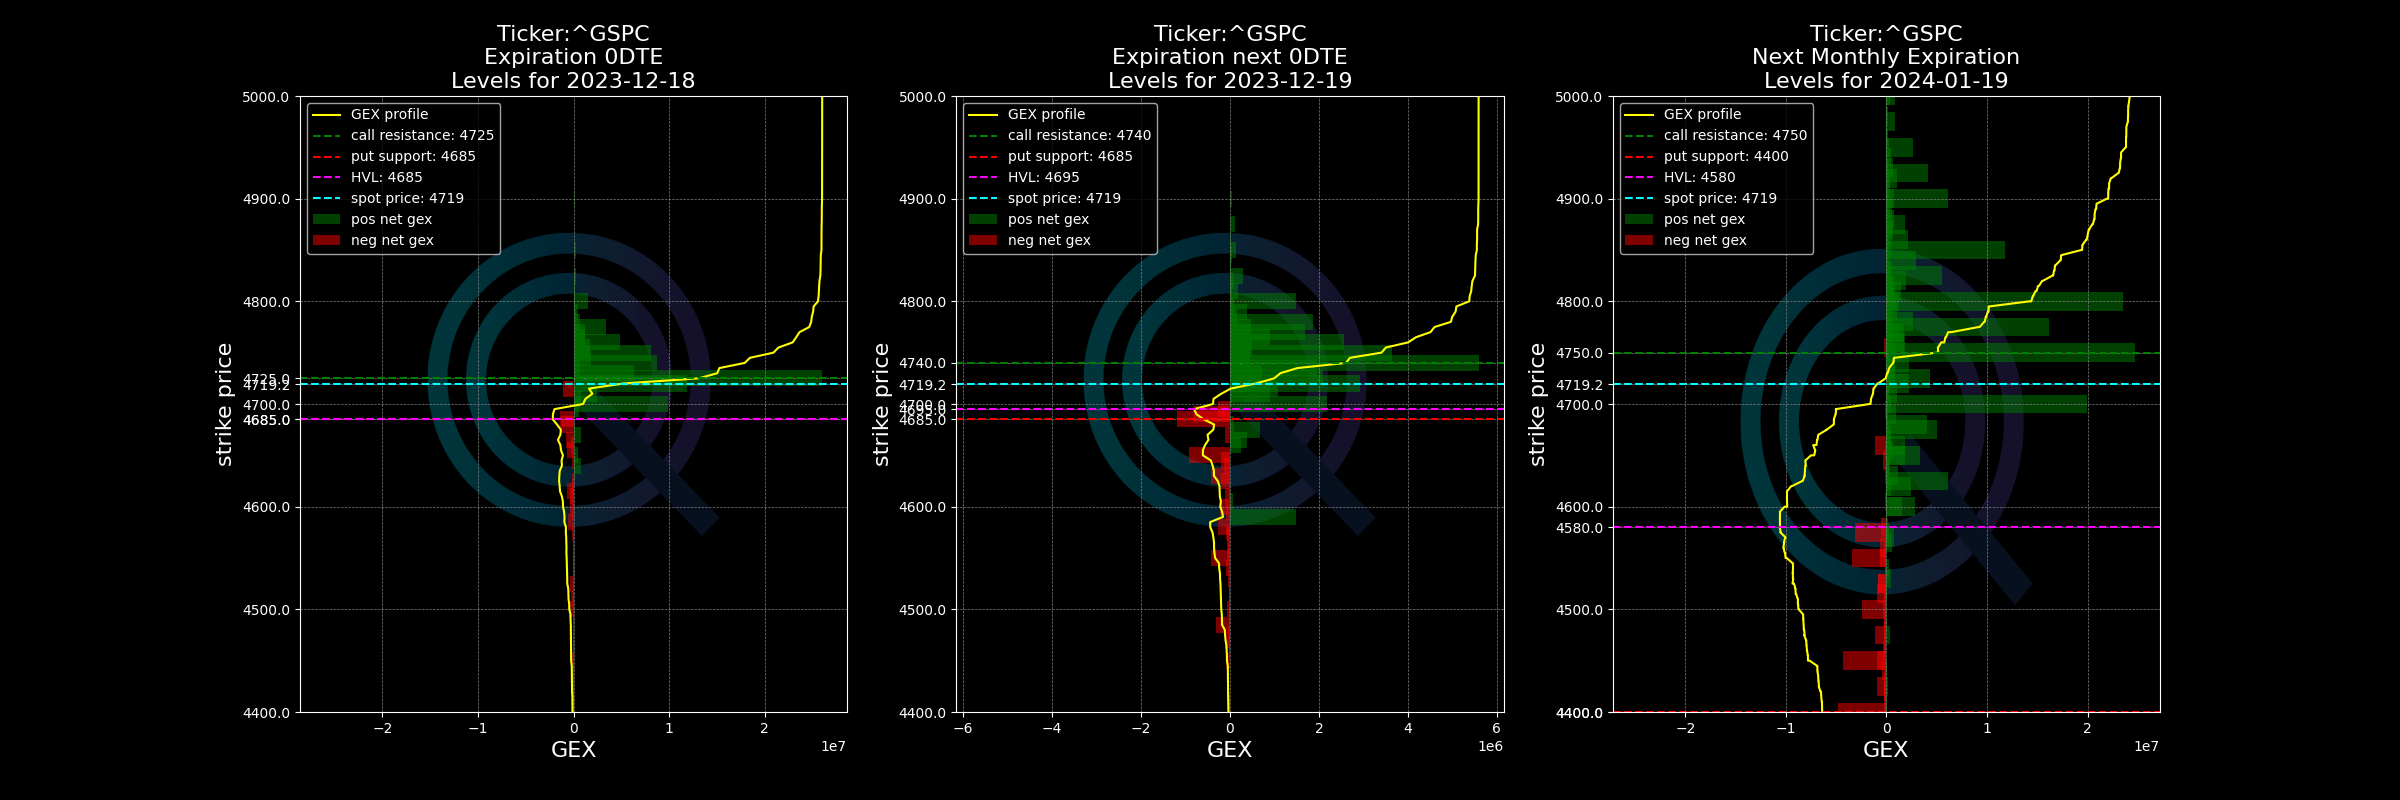 Ticker:^GSPC
Expiration 0DTE
Levels for 2023-12-18
GEX profile
call resistance: 4725
put support: 4685
HVL: 4685
spot price: 4719
pos net gex
neg net gex
5000.0
4900.0
4800.0
4725.0
4719.2
4700.0
4685.0
4600.0
4500.0
4400.0
strike price
−2
−1
0
1
2
1e7
GEX
Ticker:^GSPC
Expiration next 0DTE
Levels for 2023-12-19
GEX profile
call resistance: 4740
put support: 4685
HVL: 4695
spot price: 4719
pos net gex
neg net gex
5000.0
4900.0
4800.0
4740.0
4719.2
4700.0
4695.0
4685.0
4600.0
4500.0
4400.0
strike price
−6
−4
−2
0
2
4
6
1e6
GEX
Ticker:^GSPC
Next Monthly Expiration
Levels for 2024-01-19
GEX profile
call resistance: 4750
put support: 4400
HVL: 4580
spot price: 4719
pos net gex
neg net gex
5000.0
4900.0
4800.0
4750.0
4719.2
4700.0
4600.0
4580.0
4500.0
4400.0
strike price
−2
−1
0
1
2
1e7
GEX